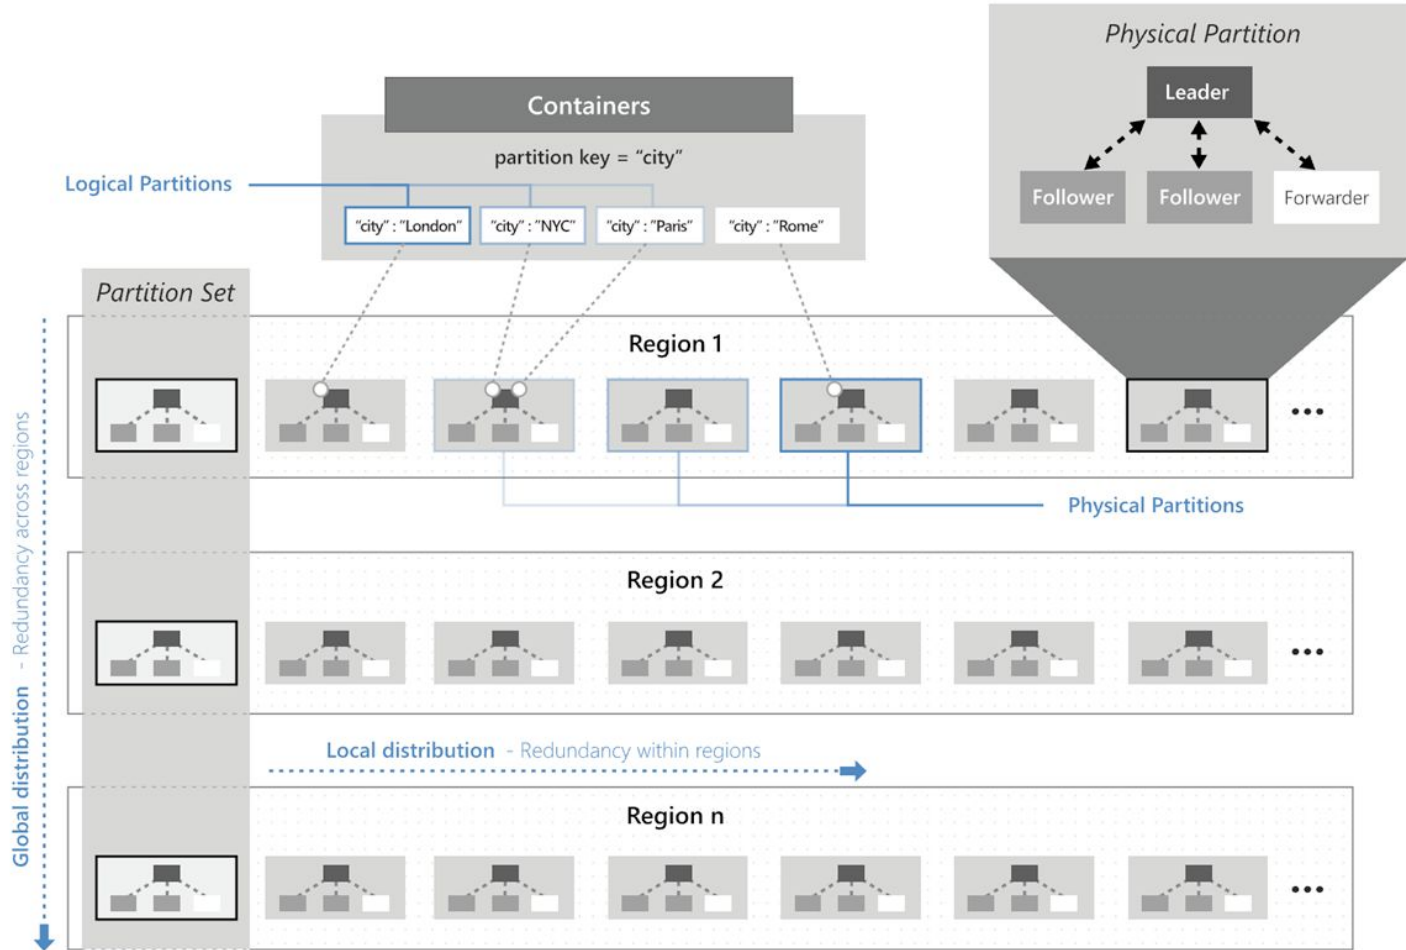 Physical Partition
Leader
Follower
Follower
Forwarder
Containers
partition key = “city”
Logical Partitions
“city” : “London”
“city” : “NYC”
“city” : “Paris”
“city” : “Rome”
Partition Set
Region 1
Physical Partitions
Region 2
Local distribution - Redundancy within regions
Region n
Global distribution - Redundancy across regions